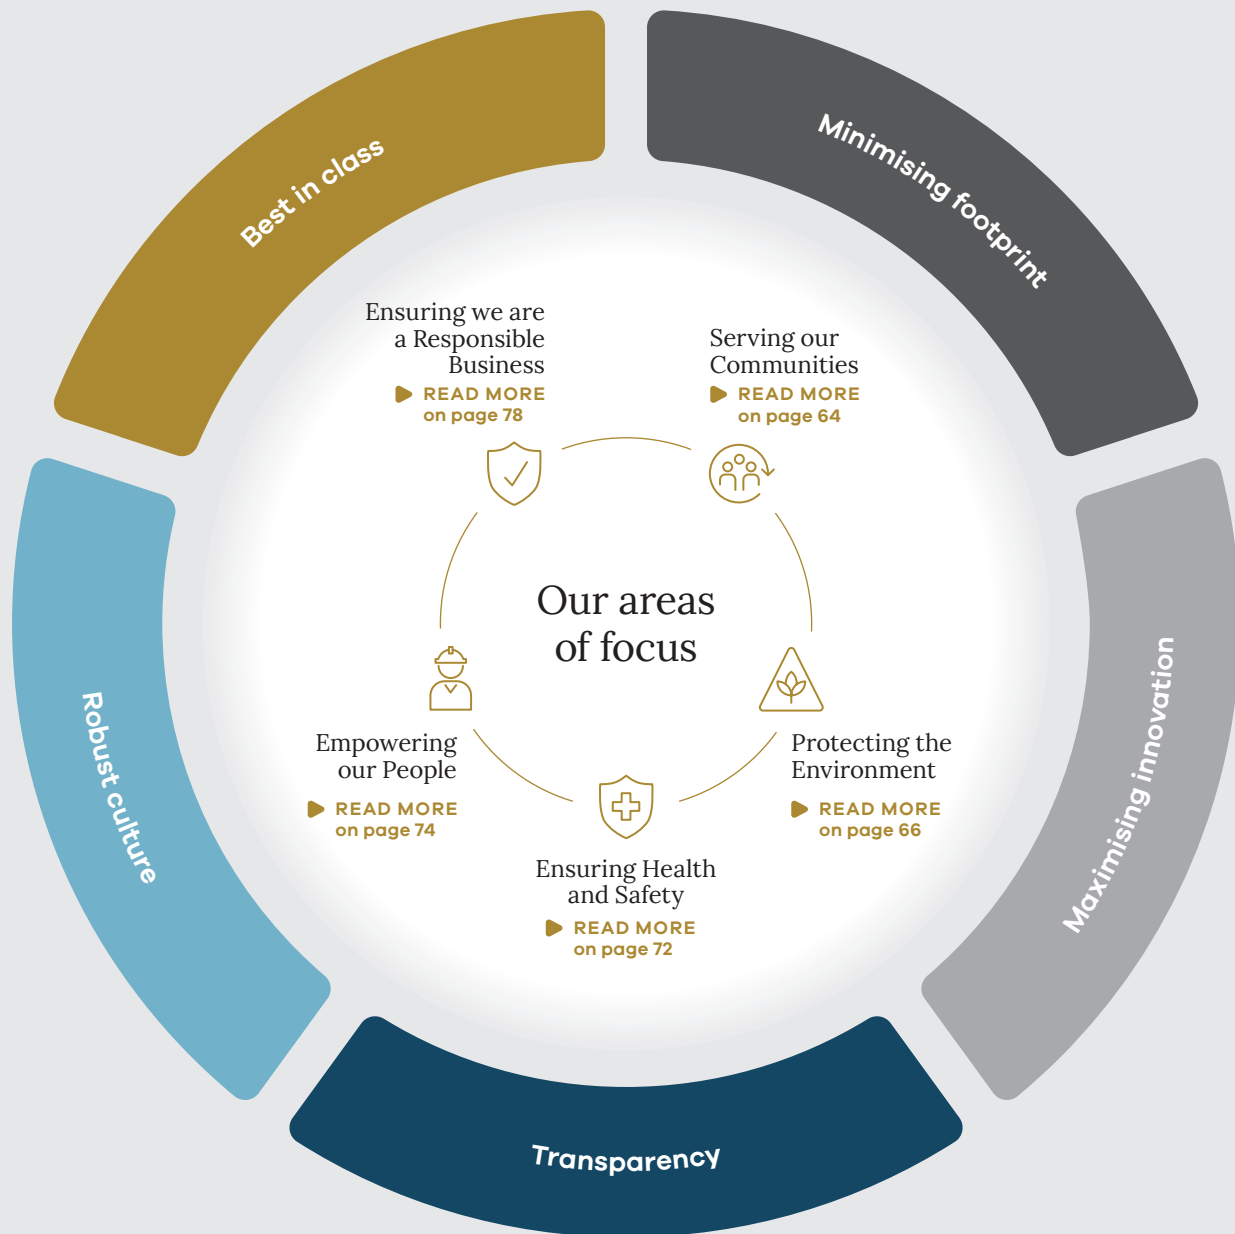 Best in class
Minimising footprint
Ensuring we are
a Responsible
Business
READ MORE
on page 78
Serving our
Communities
READ MORE
on page 64
Our areas
of focus
Empowering
our People
READ MORE
on page 74
Protecting the
Environment
READ MORE
on page 66
Ensuring Health
and Safety
READ MORE
on page 72
Robust culture
Maximising innovation
Transparency